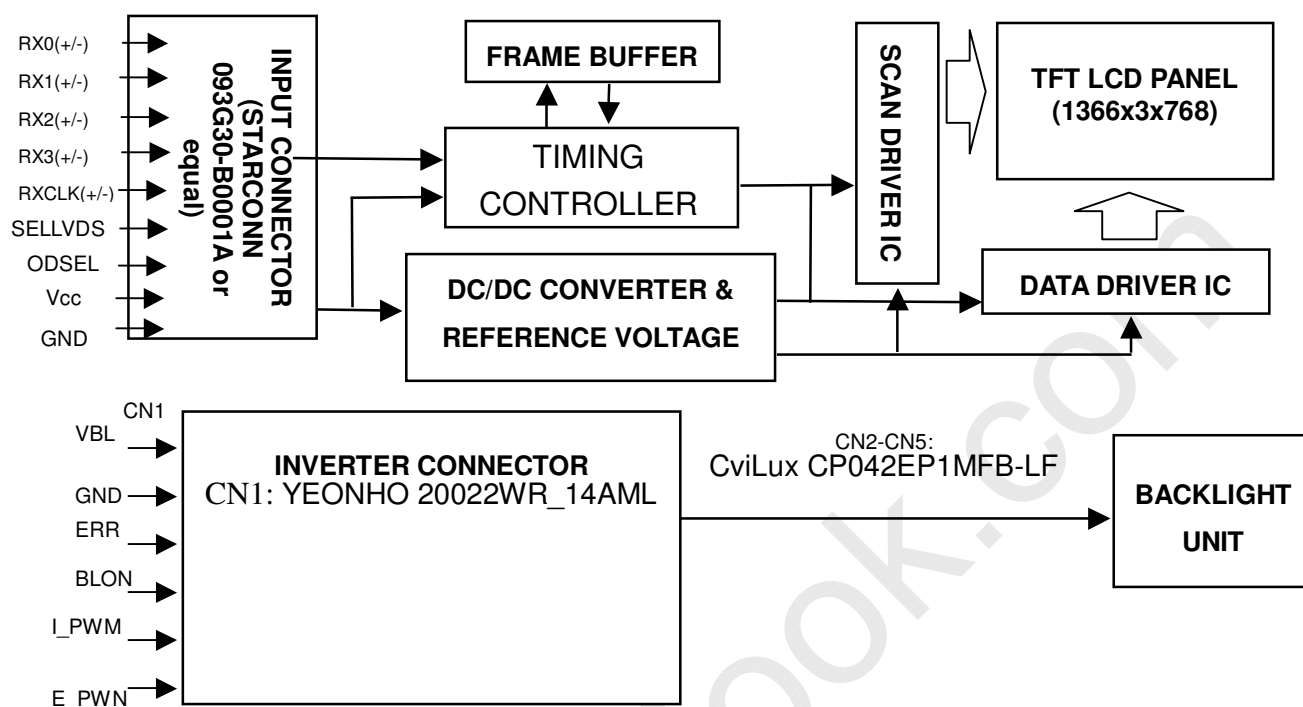 RX0(+/-)
RX1(+/-)
RX2(+/-)
RX3(+/-)
RXCLK(+/-)
SELLVDS
ODSEL
Vcc
GND
INPUT CONNECTOR
(STARCONN
093G30-B0001A or
equal)
FRAME BUFFER
TIMING
CONTROLLER
DC/DC CONVERTER &
REFERENCE VOLTAGE
SCAN DRIVER IC
TFT LCD PANEL
(1366x3x768)
DATA DRIVER IC
CN1
VBL
GND
ERR
BLON
I_PWM
E_PWN
INVERTER CONNECTOR
CN1: YEONHO 20022WR_14AML
CN2-CN5:
CviLux CP042EP1MFB-LF
BACKLIGHT
UNIT
ook.com